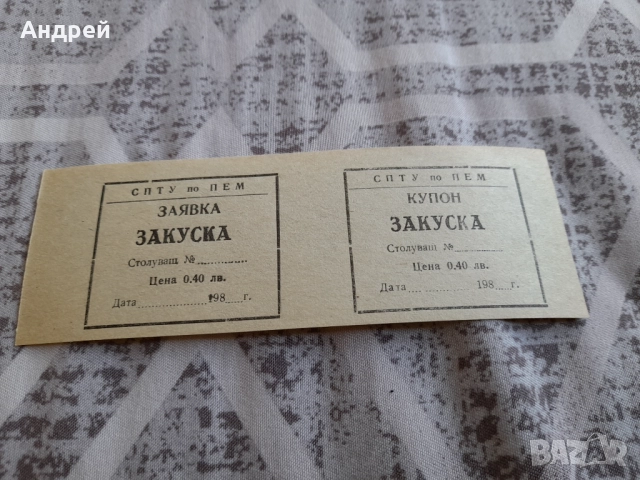 Андрей
СПТУ по ПЕМ
ЗАЯВКА
ЗАКУСКА
Столуващ №
Цена 0.40 лв.
Дата 198 г.
СПТУ по ПЕМ
КУПОН
ЗАКУСКА
Столуващ №
Цена 0.40 лв.
Дата 198 г.
BAZAR